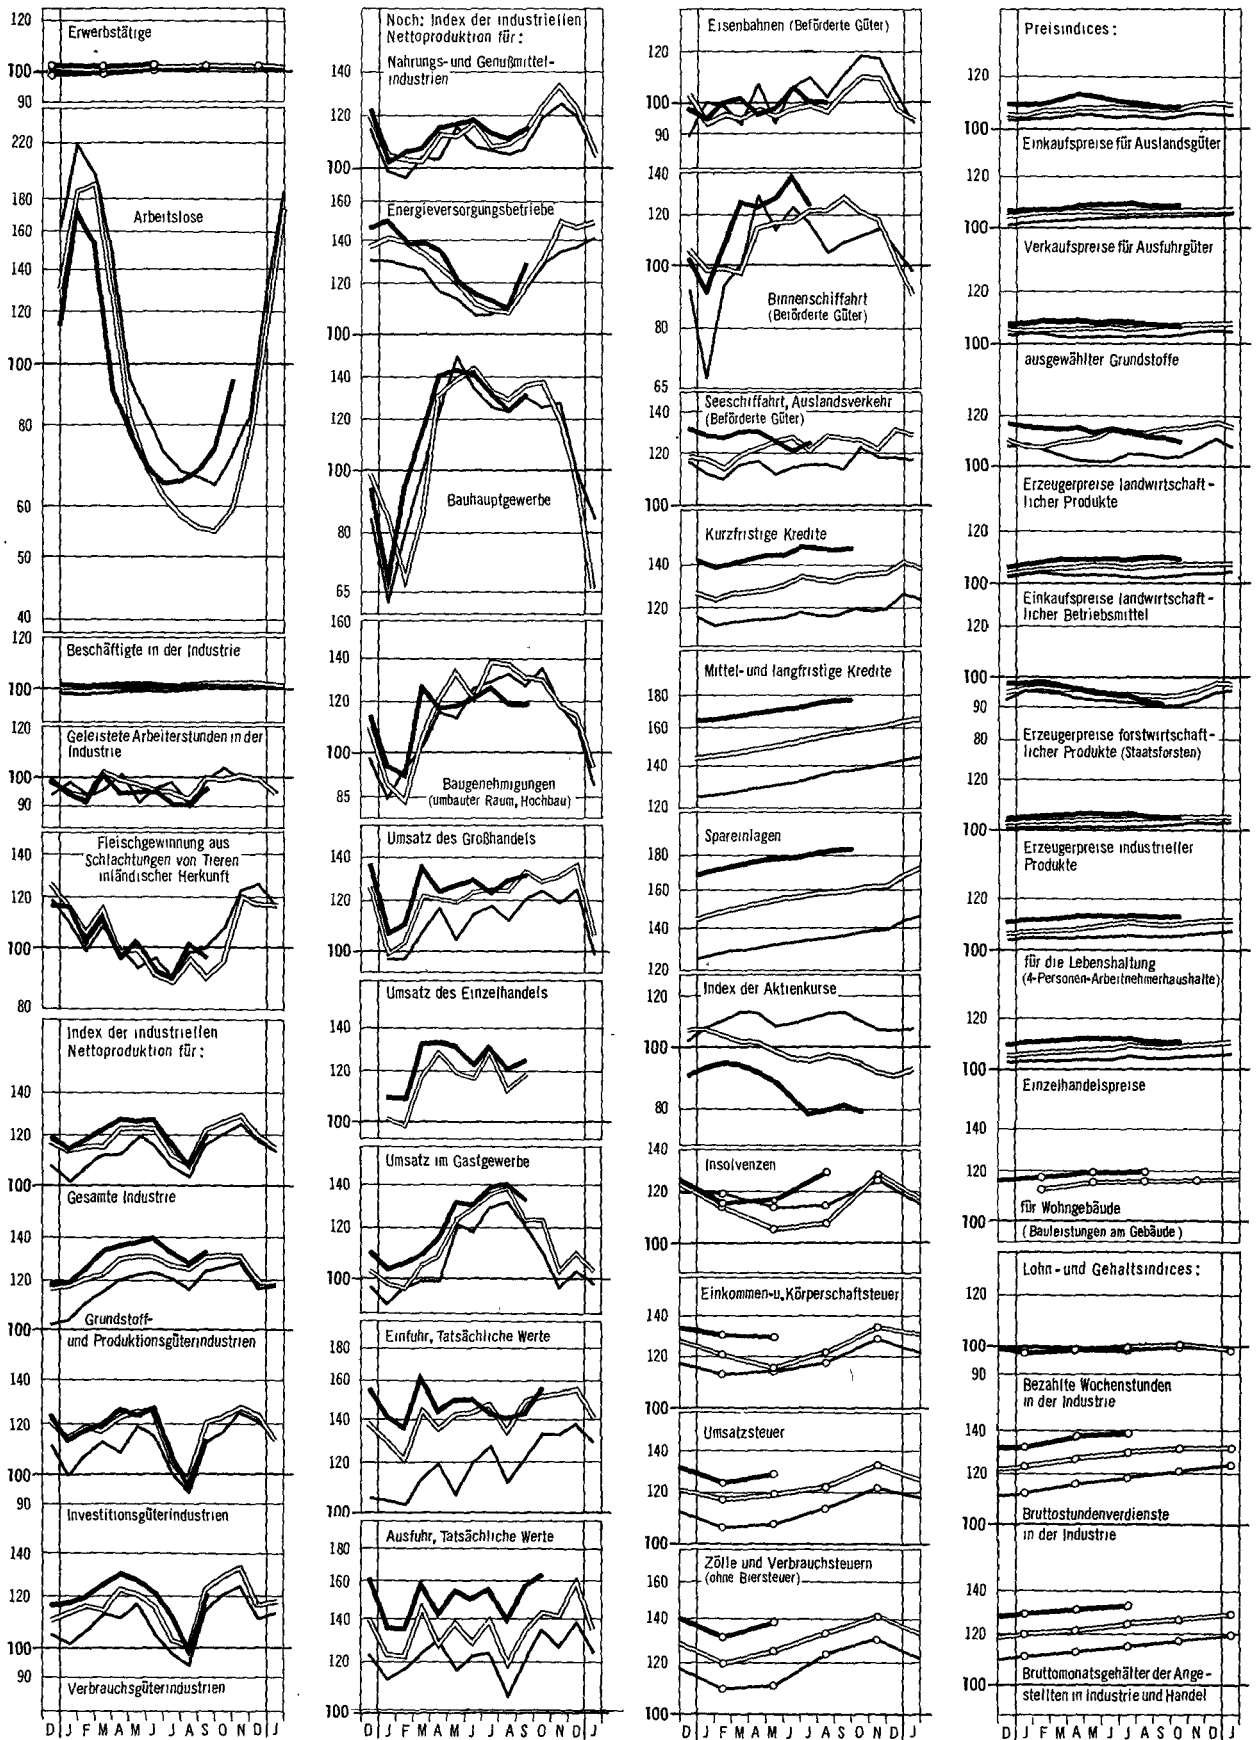 120
Erwerbstätige
100
90
220
180
Arbeitslose
160
140
120
100
80
60
50
40
120
Beschäftigte in der Industrie
100
120
Geleistete Arbeiterstunden in der
Industrie
100
90
140
Fleischgewinnung aus
Schlachtungen von Tieren
inländischer Herkunft
120
100
80
Index der industriellen
Nettoproduktion für:
140
120
100
Gesamte Industrie
140
120
Grundstoff-
100
und Produktionsgüterindustrien
140
120
100
90
Investitionsgüterindustrien
140
120
100
90
Verbrauchsgüterindustrien
D J F M A M J J A S O N D J
Noch: Index der industriellen
Nettoproduktion für:
Nahrungs- und Genußmittel-
industrien
140
120
100
Energieversorgungsbetriebe
160
140
120
100
140
120
100
Bauhauptgewerbe
80
65
160
140
120
100
Baugenehmigungen
(umbauter Raum, Hochbau)
85
Umsatz des Großhandels
140
120
100
Umsatz des Einzelhandels
140
120
100
Umsatz im Gastgewerbe
140
120
100
Einfuhr, Tatsächliche Werte
180
160
140
120
100
Ausfuhr, Tatsächliche Werte
180
160
140
120
100
D J F M A M J J A S O N D J
Eisenbahnen (Beförderte Güter)
120
100
90
140
120
100
Binnenschiffahrt
(Beförderte Güter)
80
65
Seeschiffahrt, Auslandsverkehr
(Beförderte Güter)
140
120
100
Kurzfristige Kredite
140
120
Mittel- und langfristige Kredite
180
160
140
120
Spareinlagen
180
160
140
120
Index der Aktienkurse
120
100
80
140
Insolvenzen
120
100
Einkommen-u. Körperschaftsteuer
140
120
100
Umsatzsteuer
140
120
100
Zölle und Verbrauchsteuern
(ohne Biersteuer)
160
140
120
100
D J F M A M J J A S O N D J
Preisindices:
120
100
Einkaufspreise für Auslandsgüter
120
100
Verkaufspreise für Ausfuhrgüter
120
100
ausgewählter Grundstoffe
120
100
Erzeugerpreise landwirtschaft-
licher Produkte
120
100
Einkaufspreise landwirtschaft-
licher Betriebsmittel
120
100
90
80
Erzeugerpreise forstwirtschaft-
licher Produkte (Staatsforsten)
120
100
Erzeugerpreise industrieller
Produkte
120
100
für die Lebenshaltung
(4-Personen-Arbeitnehmerhaushalte)
120
100
Einzelhandelspreise
140
120
für Wohngebäude
100
(Bauleistungen am Gebäude)
Lohn- und Gehaltsindices:
120
100
90
Bezahlte Wochenstunden
in der Industrie
140
120
Bruttostundenverdienste
100
in der Industrie
140
120
100
Bruttomonatsgehälter der Ange-
stellten in Industrie und Handel
D J F M A M J J A S O N D J